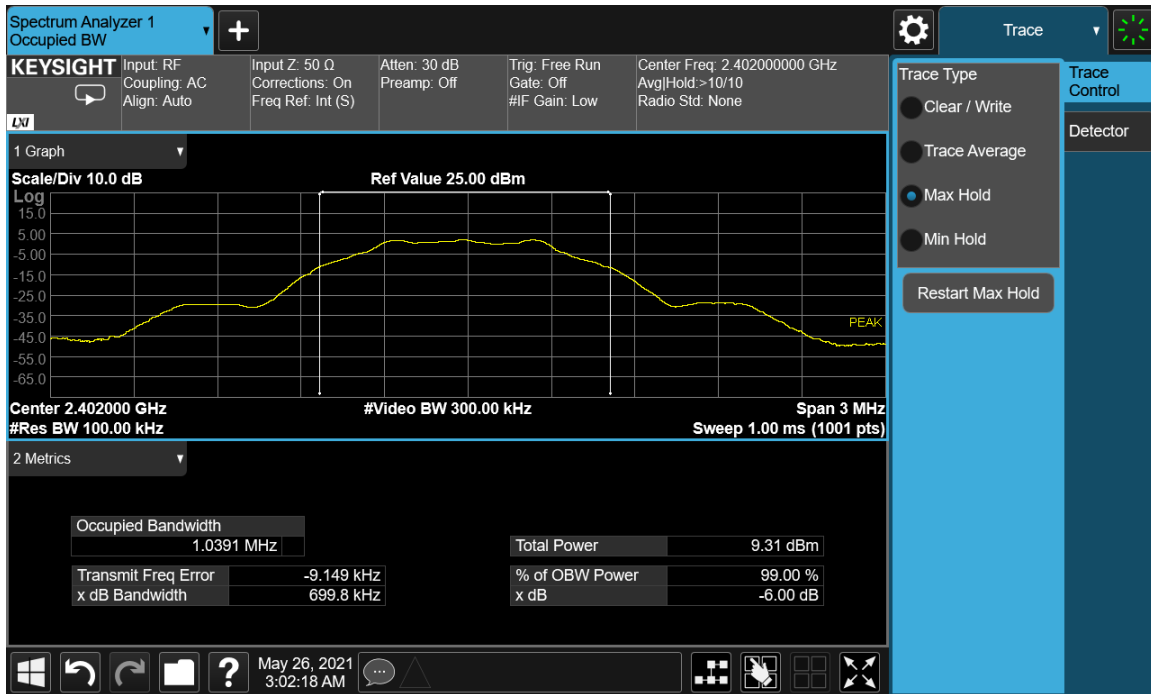 Spectrum Analyzer 1
Occupied BW
Trace
KEYSIGHT
LXI
Input: RF
Coupling: AC
Align: Auto
Input Z: 50 Ω
Corrections: On
Freq Ref: Int (S)
Atten: 30 dB
Preamp: Off
Trig: Free Run
Gate: Off
#IF Gain: Low
Center Freq: 2.402000000 GHz
Avg|Hold:>10/10
Radio Std: None
Trace Type
Clear / Write
Trace Average
Max Hold
Min Hold
Restart Max Hold
Trace
Control
Detector
1 Graph
Scale/Div 10.0 dB
Ref Value 25.00 dBm
Log
15.0
5.00
-5.00
-15.0
-25.0
-35.0
-45.0
-55.0
-65.0
PEAK
Center 2.402000 GHz
#Video BW 300.00 kHz
Span 3 MHz
#Res BW 100.00 kHz
Sweep 1.00 ms (1001 pts)
2 Metrics
Occupied Bandwidth
1.0391 MHz
Total Power 9.31 dBm
Transmit Freq Error -9.149 kHz
% of OBW Power 99.00 %
x dB Bandwidth 699.8 kHz
x dB -6.00 dB
?
May 26, 2021
3:02:18 AM